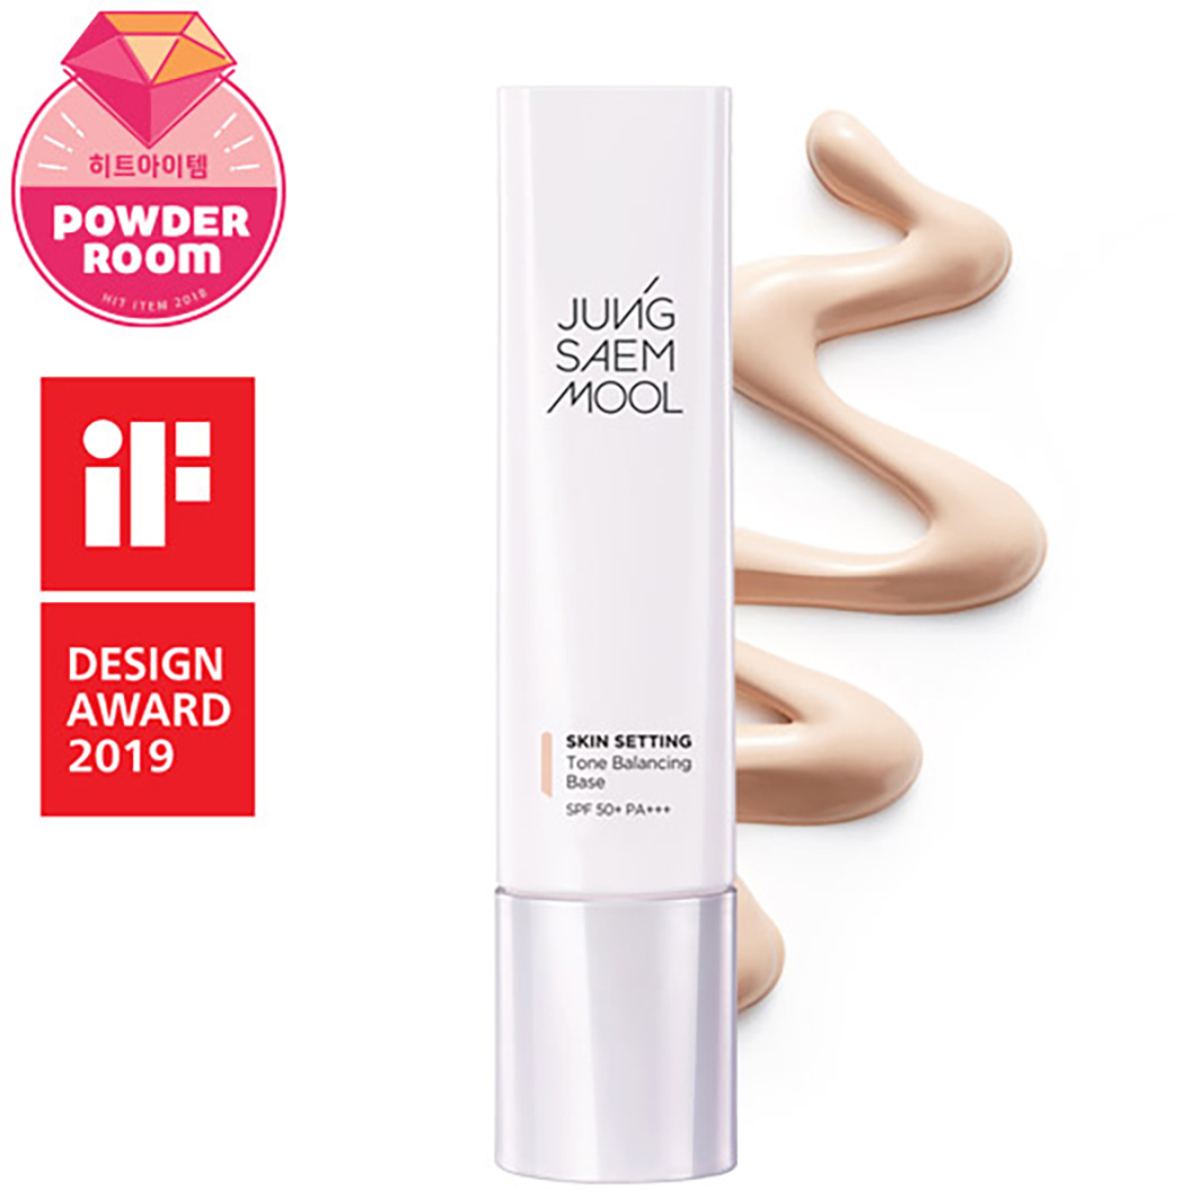 히트아이템
POWDER
ROOM
HIT ITEM 2018
iF
DESIGN
AWARD
2019
JUNG
SAEM
MOOL
SKIN SETTING
Tone Balancing
Base
SPF 50+ PA+++